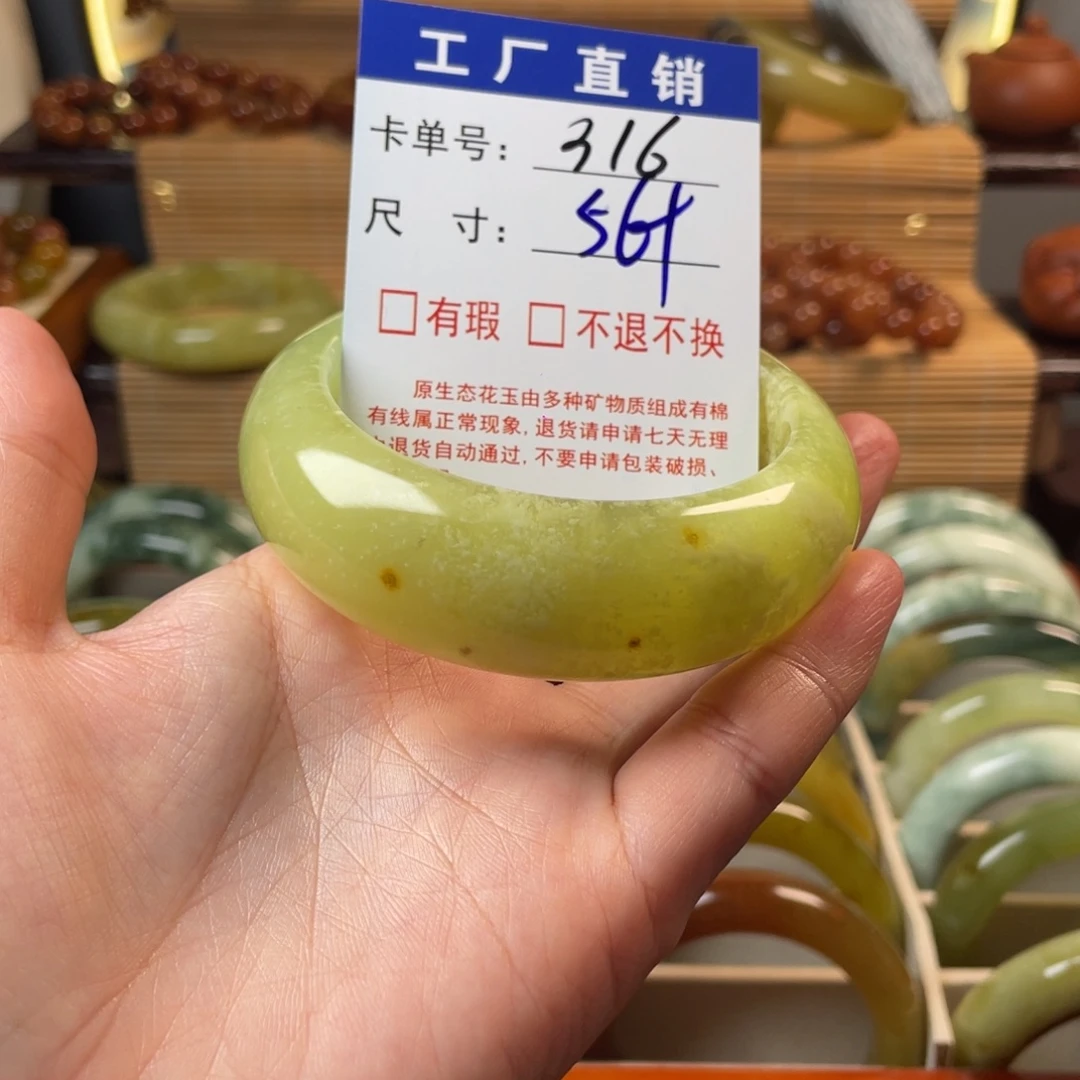 工厂直销
卡单号: 316
尺 寸: 56
□有瑕 □不退不换
原生态花玉由多种矿物质组成有棉
有线属正常现象,退货请申请七天无理
退货自动通过,不要申请包装破损、